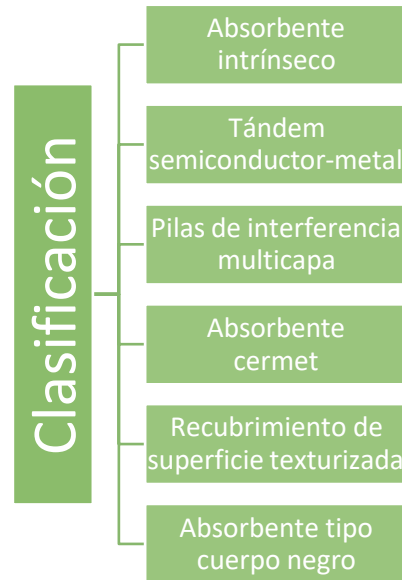 Clasificación
Absorbente
intrínseco
Tándem
semiconductor-metal
Pilas de interferencia
multicapa
Absorbente
cermet
Recubrimiento de
superficie texturizada
Absorbente tipo
cuerpo negro